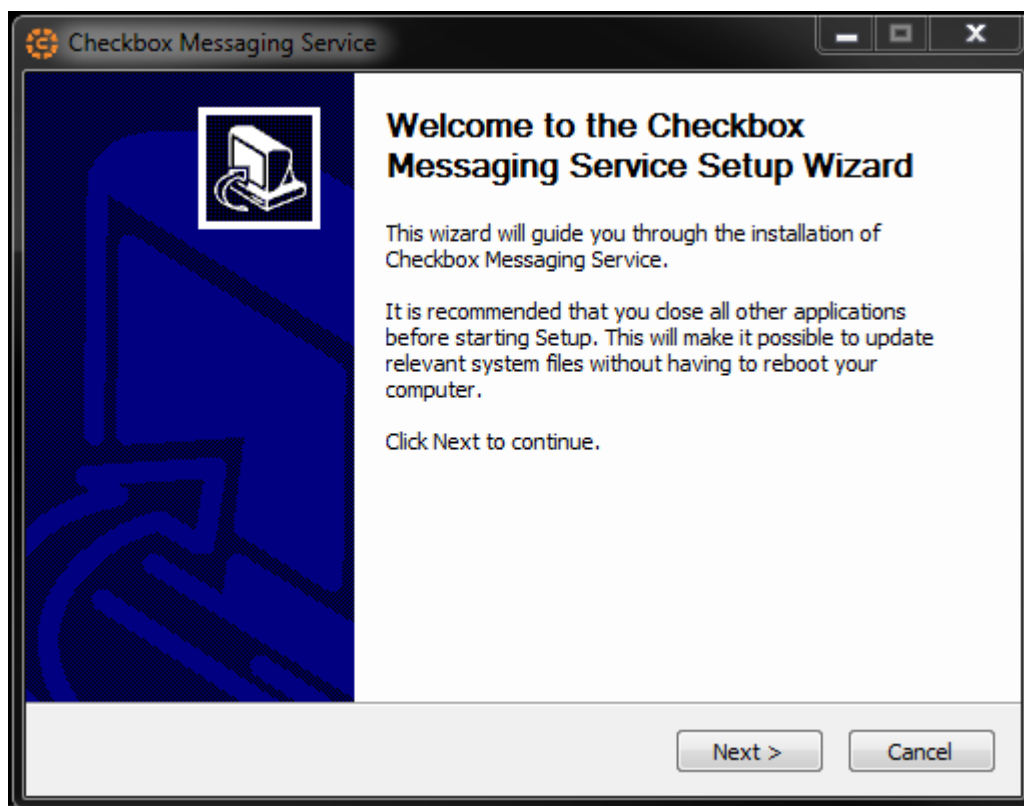 Checkbox Messaging Service
Welcome to the Checkbox
Messaging Service Setup Wizard
This wizard will guide you through the installation of
Checkbox Messaging Service.
It is recommended that you close all other applications
before starting Setup. This will make it possible to update
relevant system files without having to reboot your
computer.
Click Next to continue.
Next >
Cancel